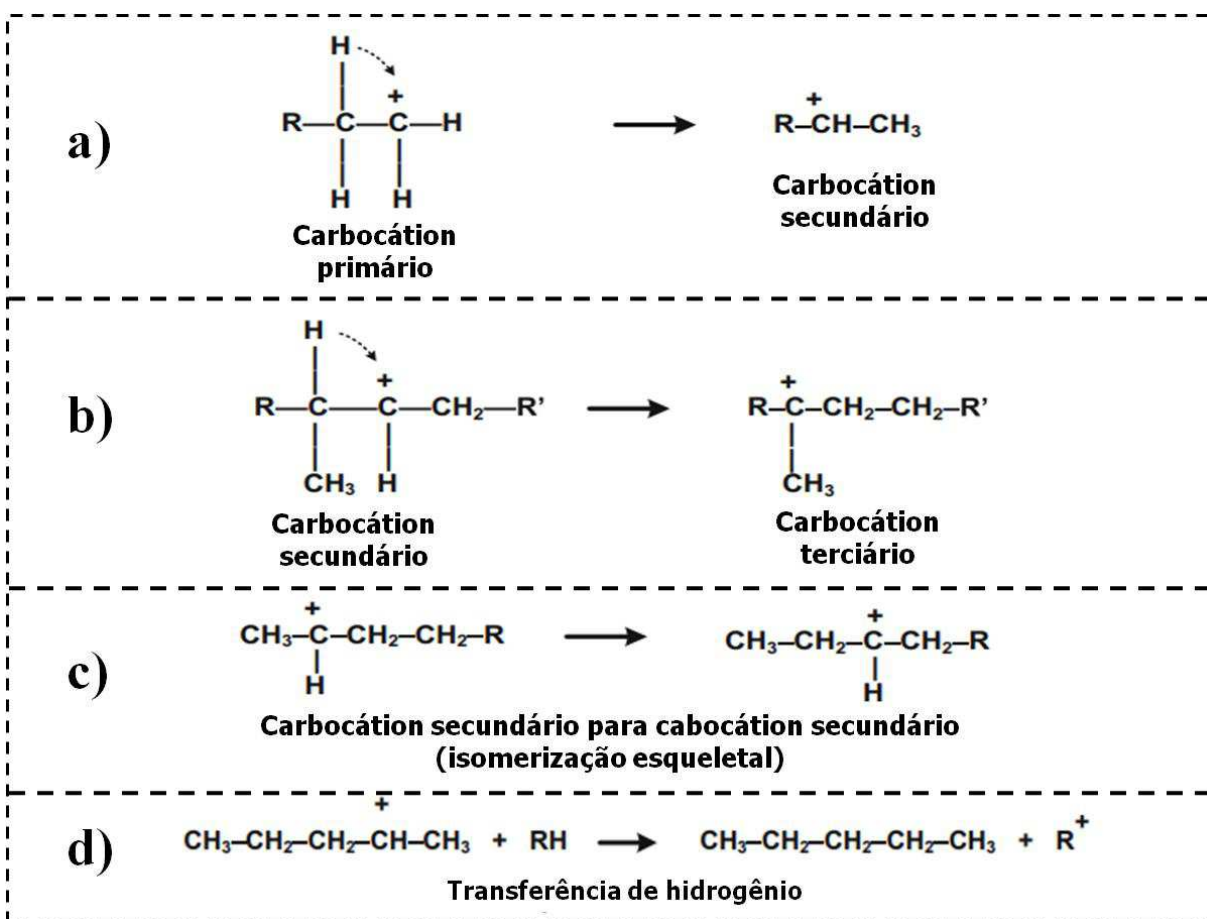 a)
H
+
R—C—C—H
H H
Carbocátion
primário
+
R–CH–CH₃
Carbocátion
secundário
b)
H
+
R—C—C—CH₂—R'
CH₃ H
Carbocátion
secundário
+
R–C–CH₂–CH₂–R'
CH₃
Carbocátion
terciário
c)
+
CH₃–C–CH₂–CH₂–R
H
+
CH₃–CH₂–C–CH₂–R
H
Carbocátion secundário para cabocátion secundário
(isomerização esqueletal)
d)
+
CH₃–CH₂–CH₂–CH–CH₃ + RH
CH₃–CH₂–CH₂–CH₂–CH₃ + R⁺
Transferência de hidrogênio